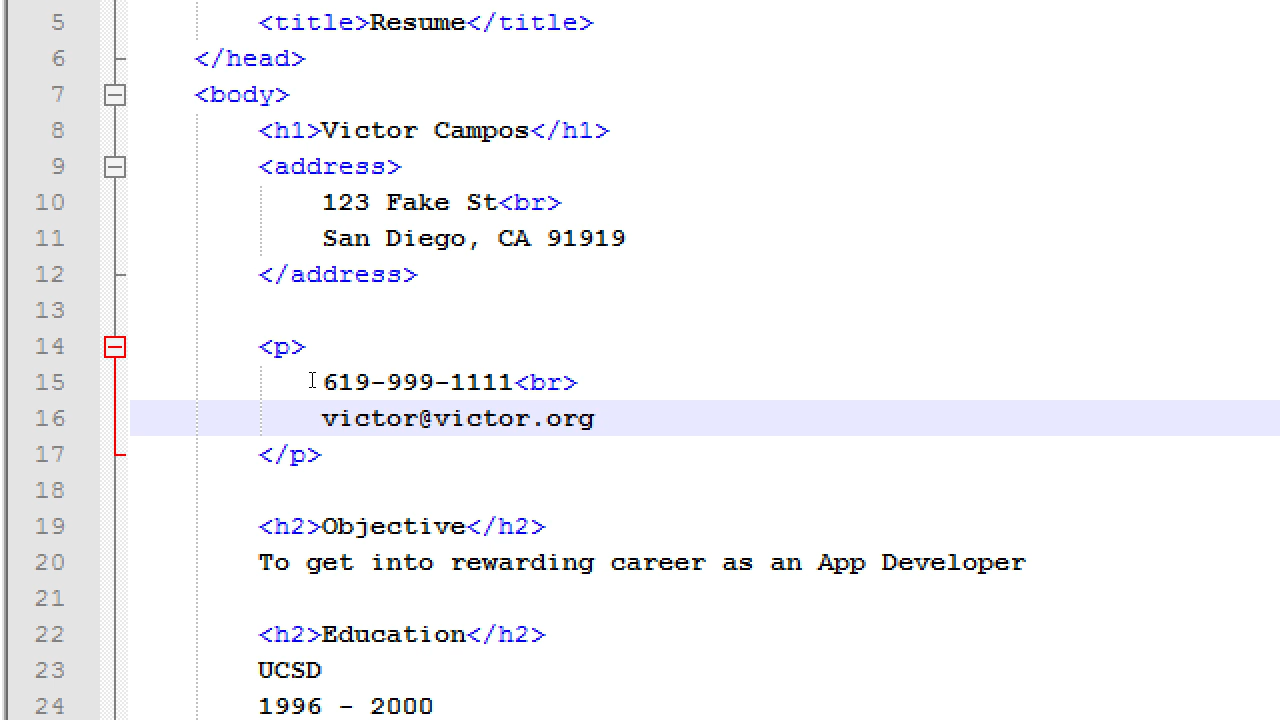 5 <title>Resume</title>
6 </head>
7 <body>
8 <h1>Victor Campos</h1>
9 <address>
10 123 Fake St<br>
11 San Diego, CA 91919
12 </address>
13
14 <p>
15 619-999-1111<br>
16 victor@victor.org
17 </p>
18
19 <h2>Objective</h2>
20 To get into rewarding career as an App Developer
21
22 <h2>Education</h2>
23 UCSD
24 1996 - 2000